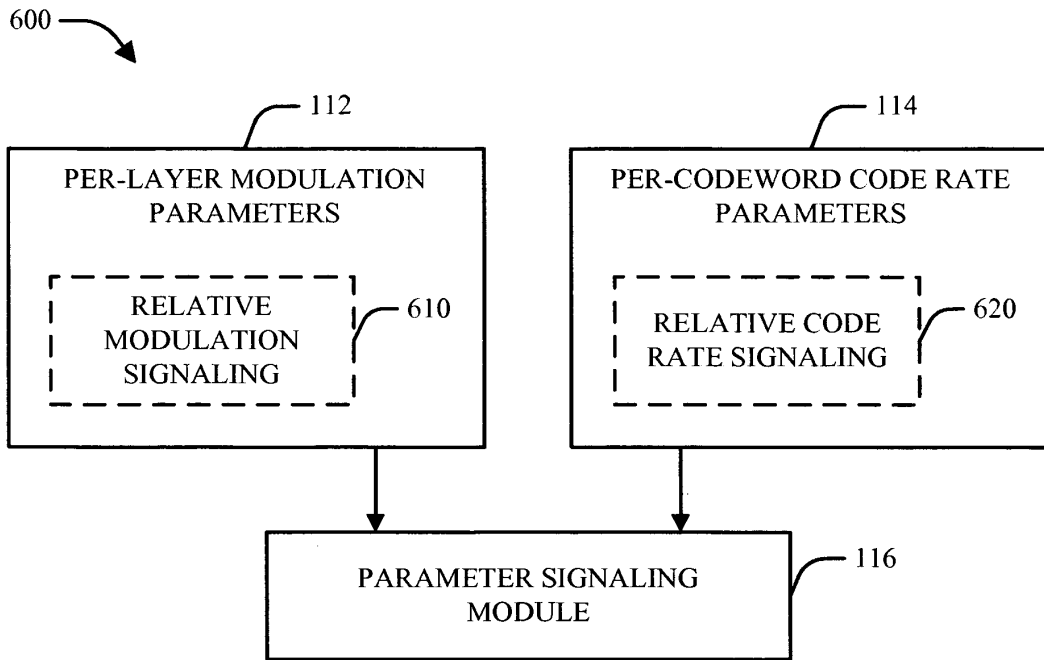 600
112
114
PER-LAYER MODULATION
PARAMETERS
PER-CODEWORD CODE RATE
PARAMETERS
RELATIVE
MODULATION
SIGNALING
610
RELATIVE CODE
RATE SIGNALING
620
PARAMETER SIGNALING
MODULE
116